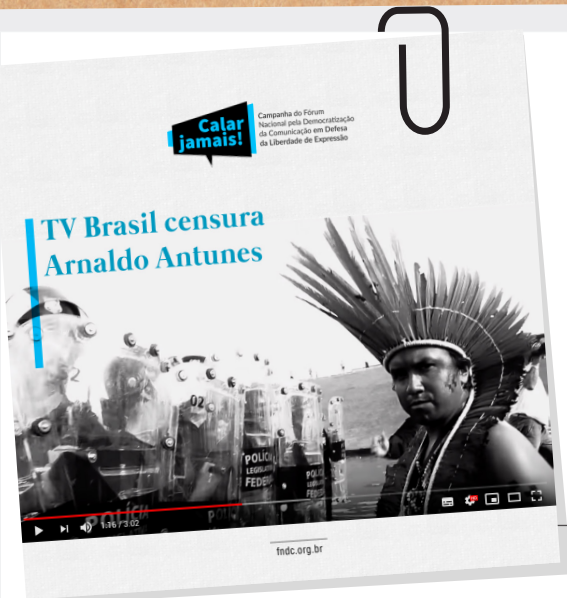 Calar
jamais!
Campanha do Fórum
Nacional pela Democratização
da Comunicação em Defesa
da Liberdade de Expressão
TV Brasil censura
Arnaldo Antunes
2
02
POLÍCIA
LEGISLATIVA
FEDERAL
POLÍCIA
1:16 / 3:02
fndc.org.br